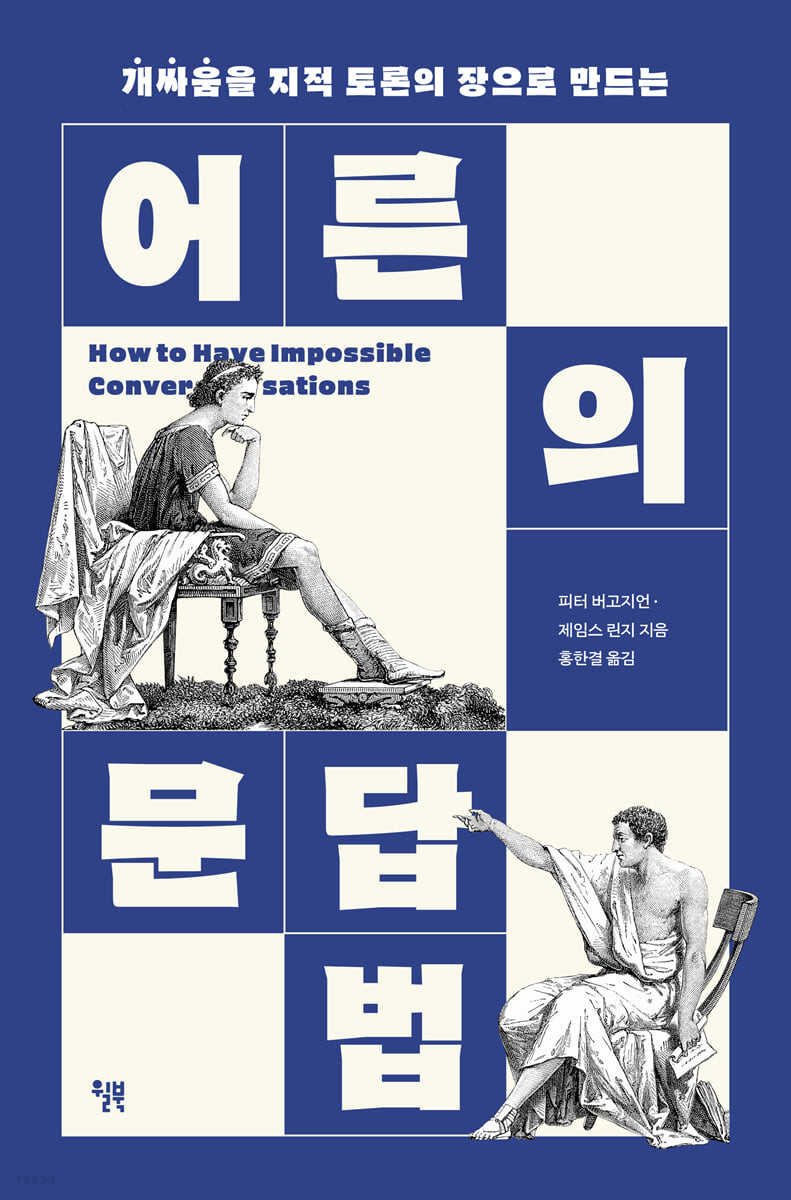 개싸움을 지적 토론의 장으로 만드는
어른
How to Have Impossible
Conversations
의
피터 버고지언 ·
제임스 린지 지음
홍한결 옮김
문답
법
윌북
YES24